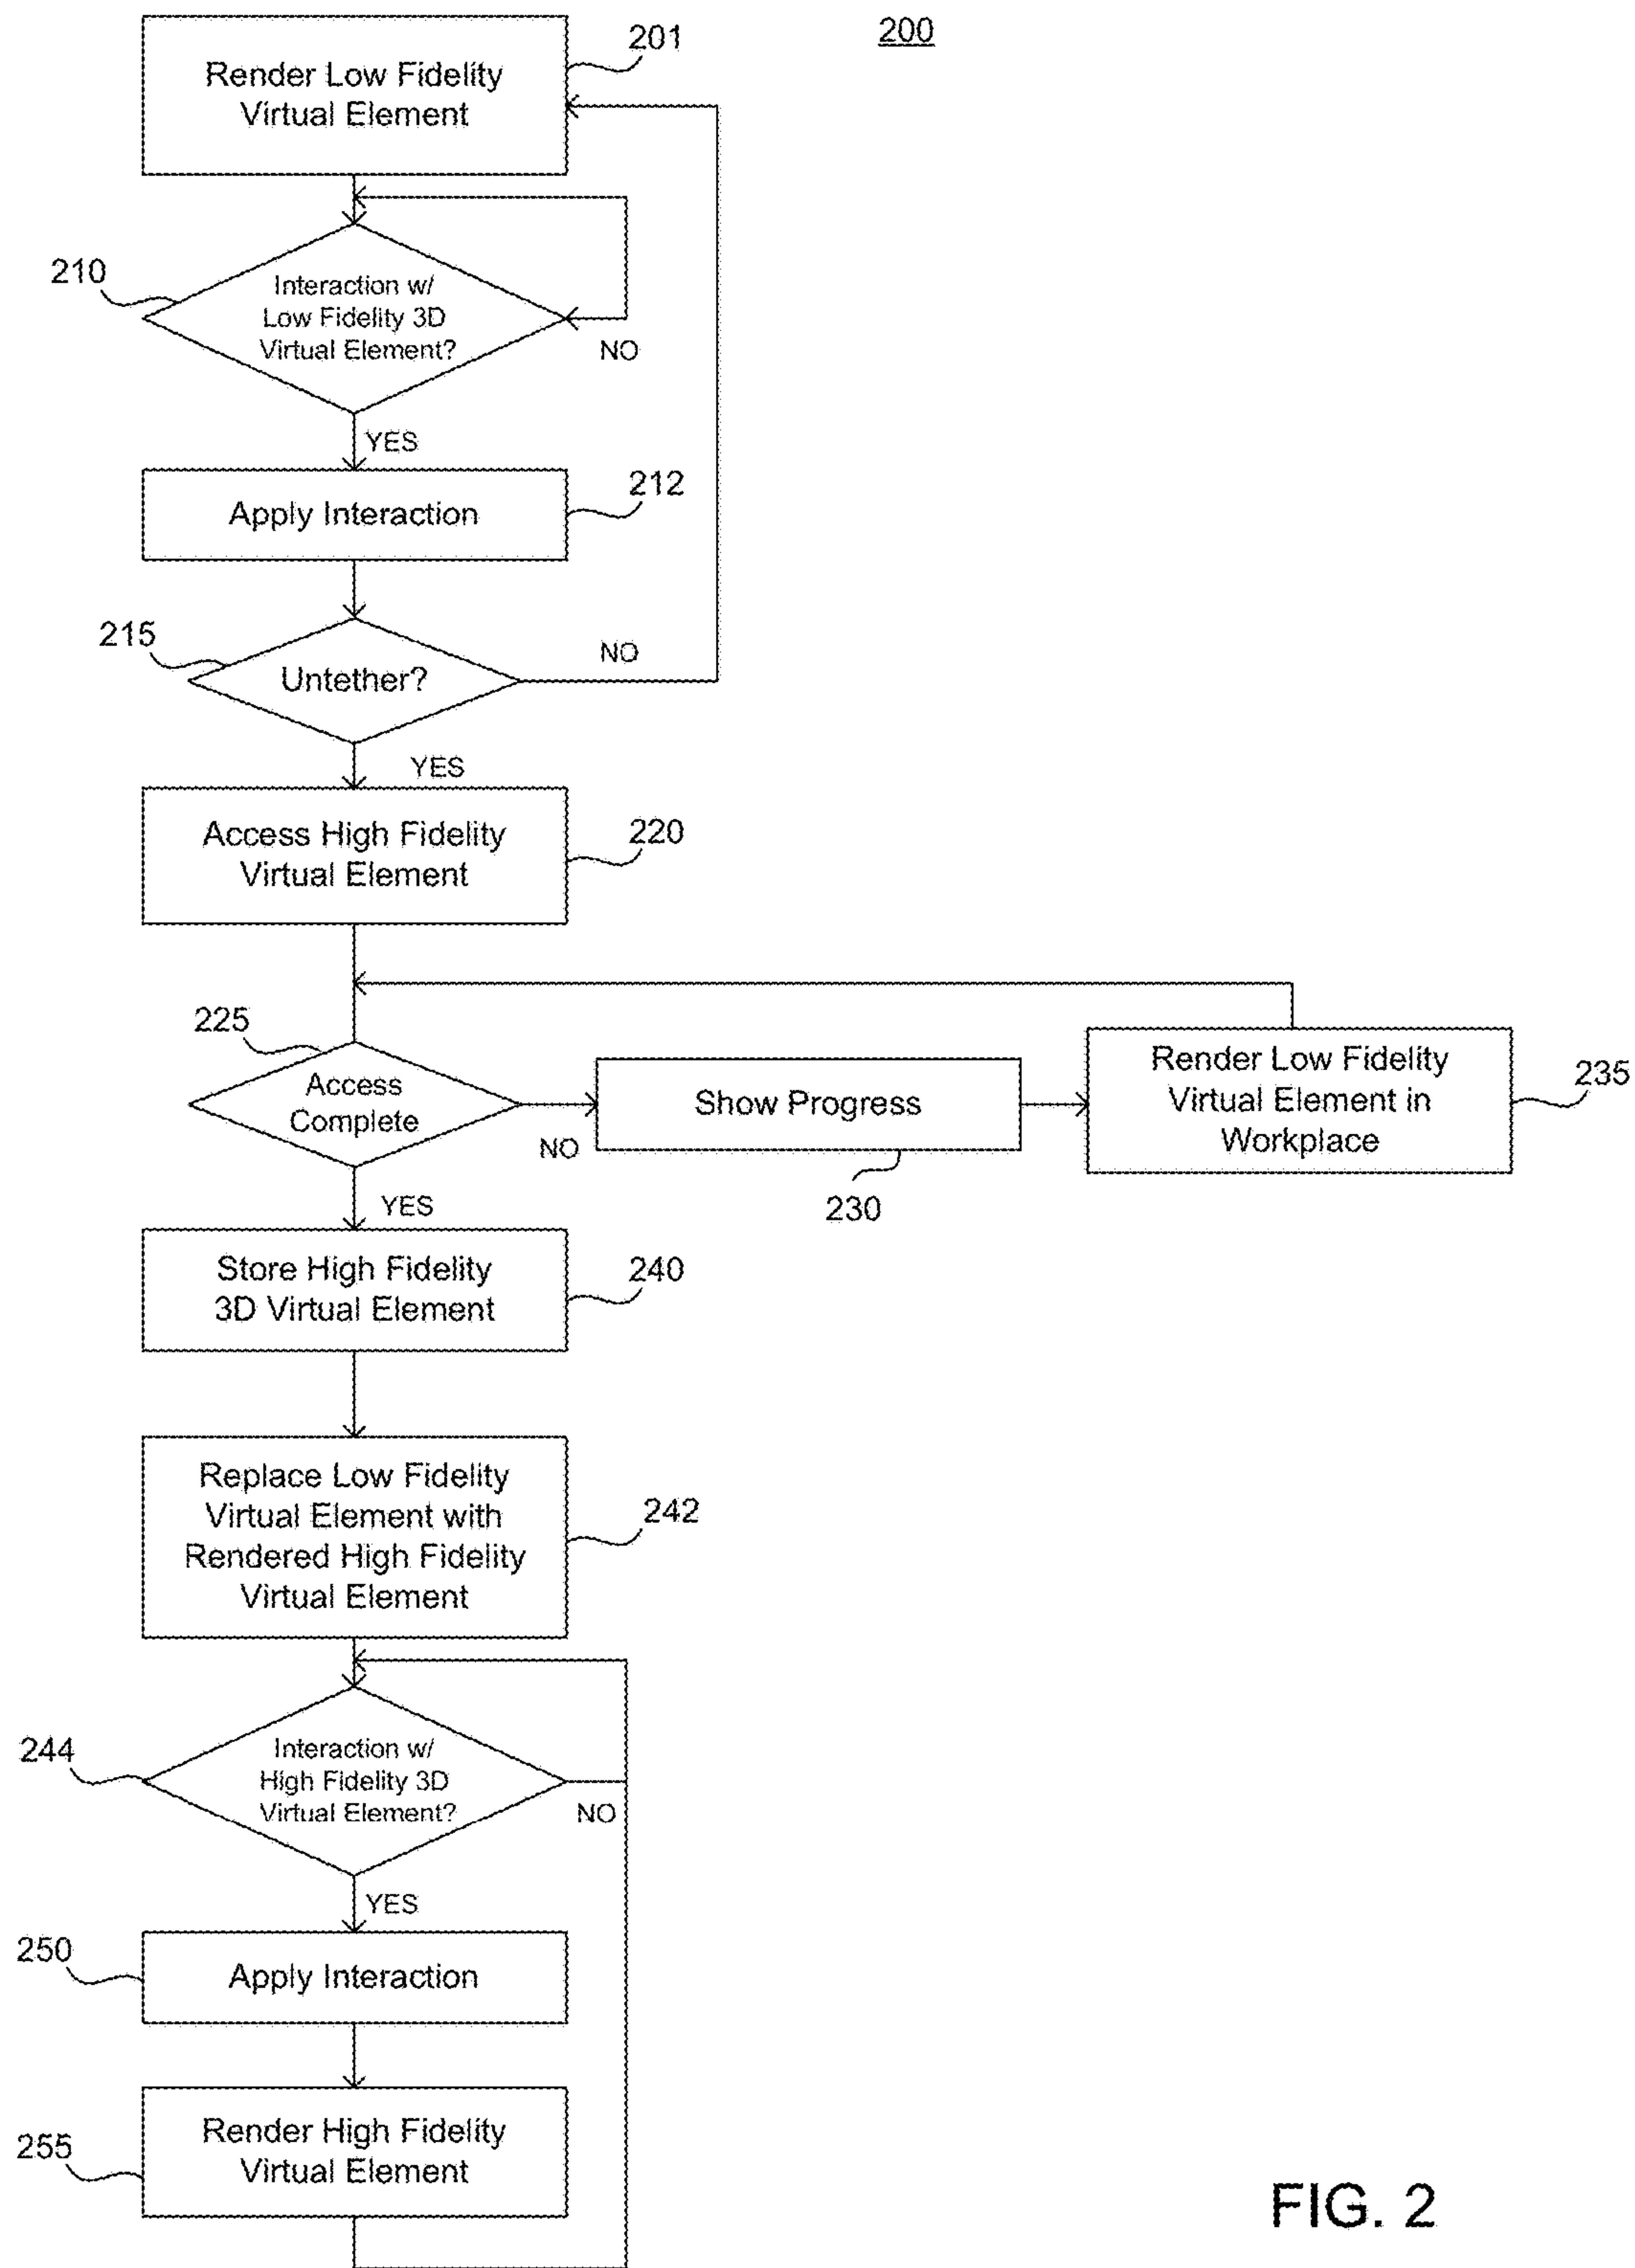 200
201
Render Low Fidelity
Virtual Element
210
Interaction w/
Low Fidelity 3D
Virtual Element?
NO
YES
212
Apply Interaction
215
Untether?
NO
YES
220
Access High Fidelity
Virtual Element
225
Access
Complete
NO
Show Progress
230
Render Low Fidelity
Virtual Element in
Workplace
235
YES
Store High Fidelity
3D Virtual Element
240
Replace Low Fidelity
Virtual Element with
Rendered High Fidelity
Virtual Element
242
244
Interaction w/
High Fidelity 3D
Virtual Element?
NO
YES
250
Apply Interaction
255
Render High Fidelity
Virtual Element
FIG. 2